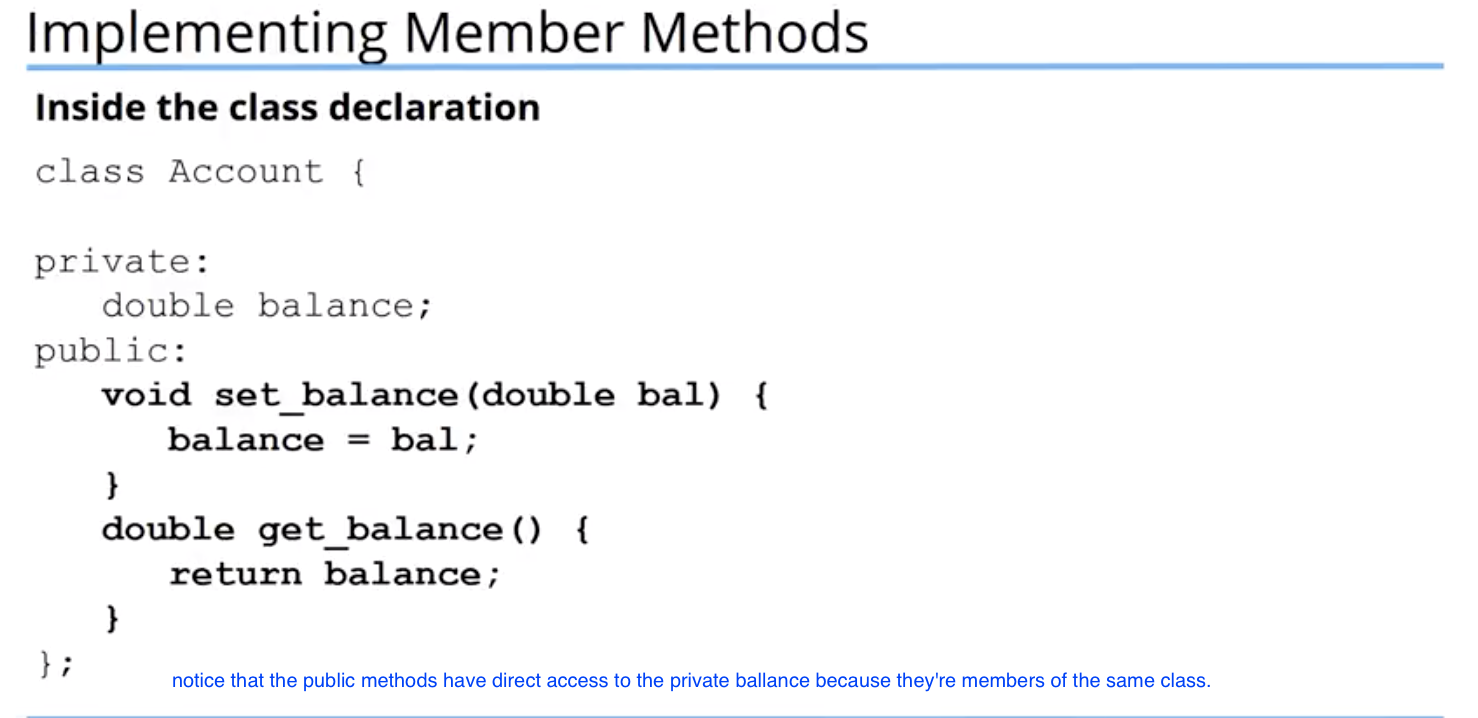 Implementing Member Methods
Inside the class declaration
class Account {
private:
double balance;
public:
void set_balance(double bal) {
balance = bal;
}
double get_balance() {
return balance;
}
};
notice that the public methods have direct access to the private ballance because they're members of the same class.